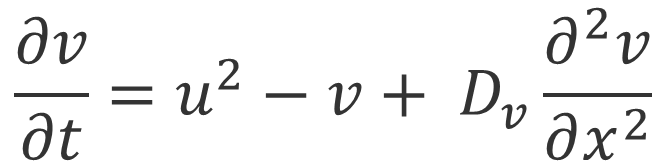 ∂v/∂t = u² − v + D_v ∂²v/∂x²